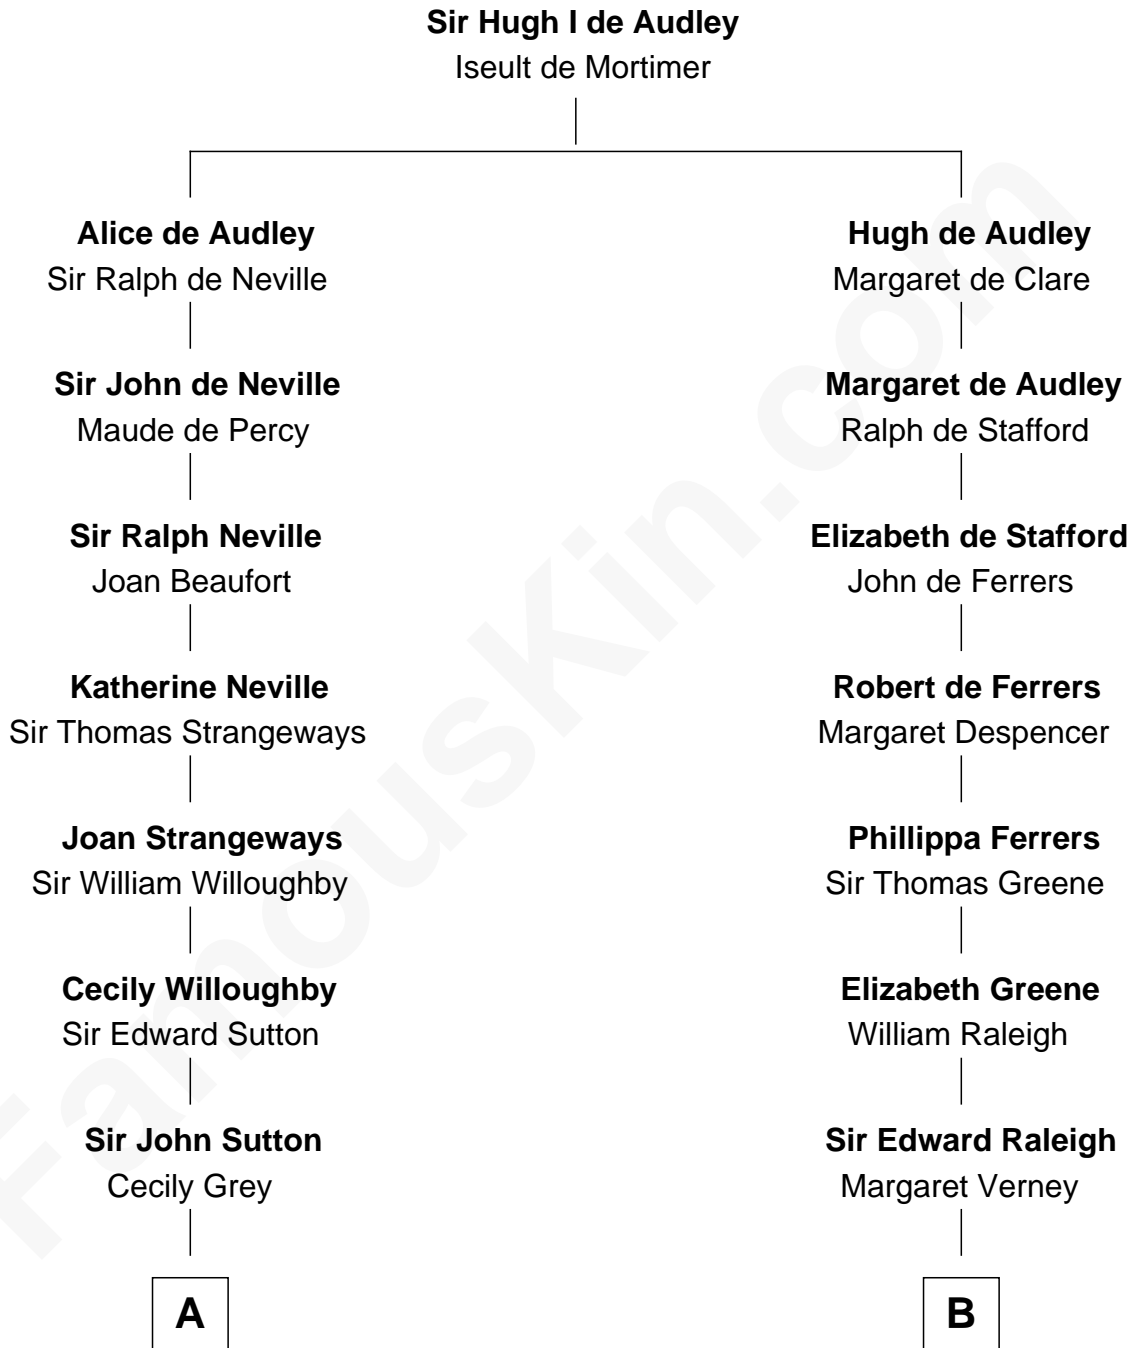 Sir Hugh I de Audley
Iseult de Mortimer
Alice de Audley
Sir Ralph de Neville
Hugh de Audley
Margaret de Clare
Sir John de Neville
Maude de Percy
Margaret de Audley
Ralph de Stafford
Sir Ralph Neville
Joan Beaufort
Elizabeth de Stafford
John de Ferrers
Katherine Neville
Sir Thomas Strangeways
Robert de Ferrers
Margaret Despencer
Joan Strangeways
Sir William Willoughby
Phillippa Ferrers
Sir Thomas Greene
Cecily Willoughby
Sir Edward Sutton
Elizabeth Greene
William Raleigh
Sir John Sutton
Cecily Grey
Sir Edward Raleigh
Margaret Verney
A
B
FamousKin.com